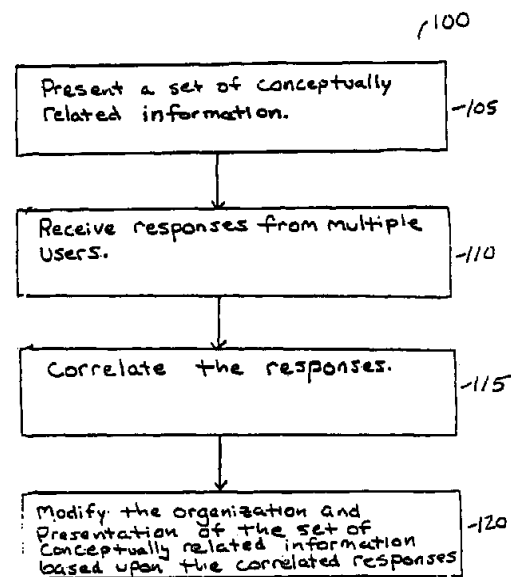 100
Present a set of conceptually
related information.
-105
Receive responses from multiple
users.
-110
Correlate the responses.
-115
Modify the organization and
Presentation of the set of
Conceptually related information
based upon the correlated responses
-120